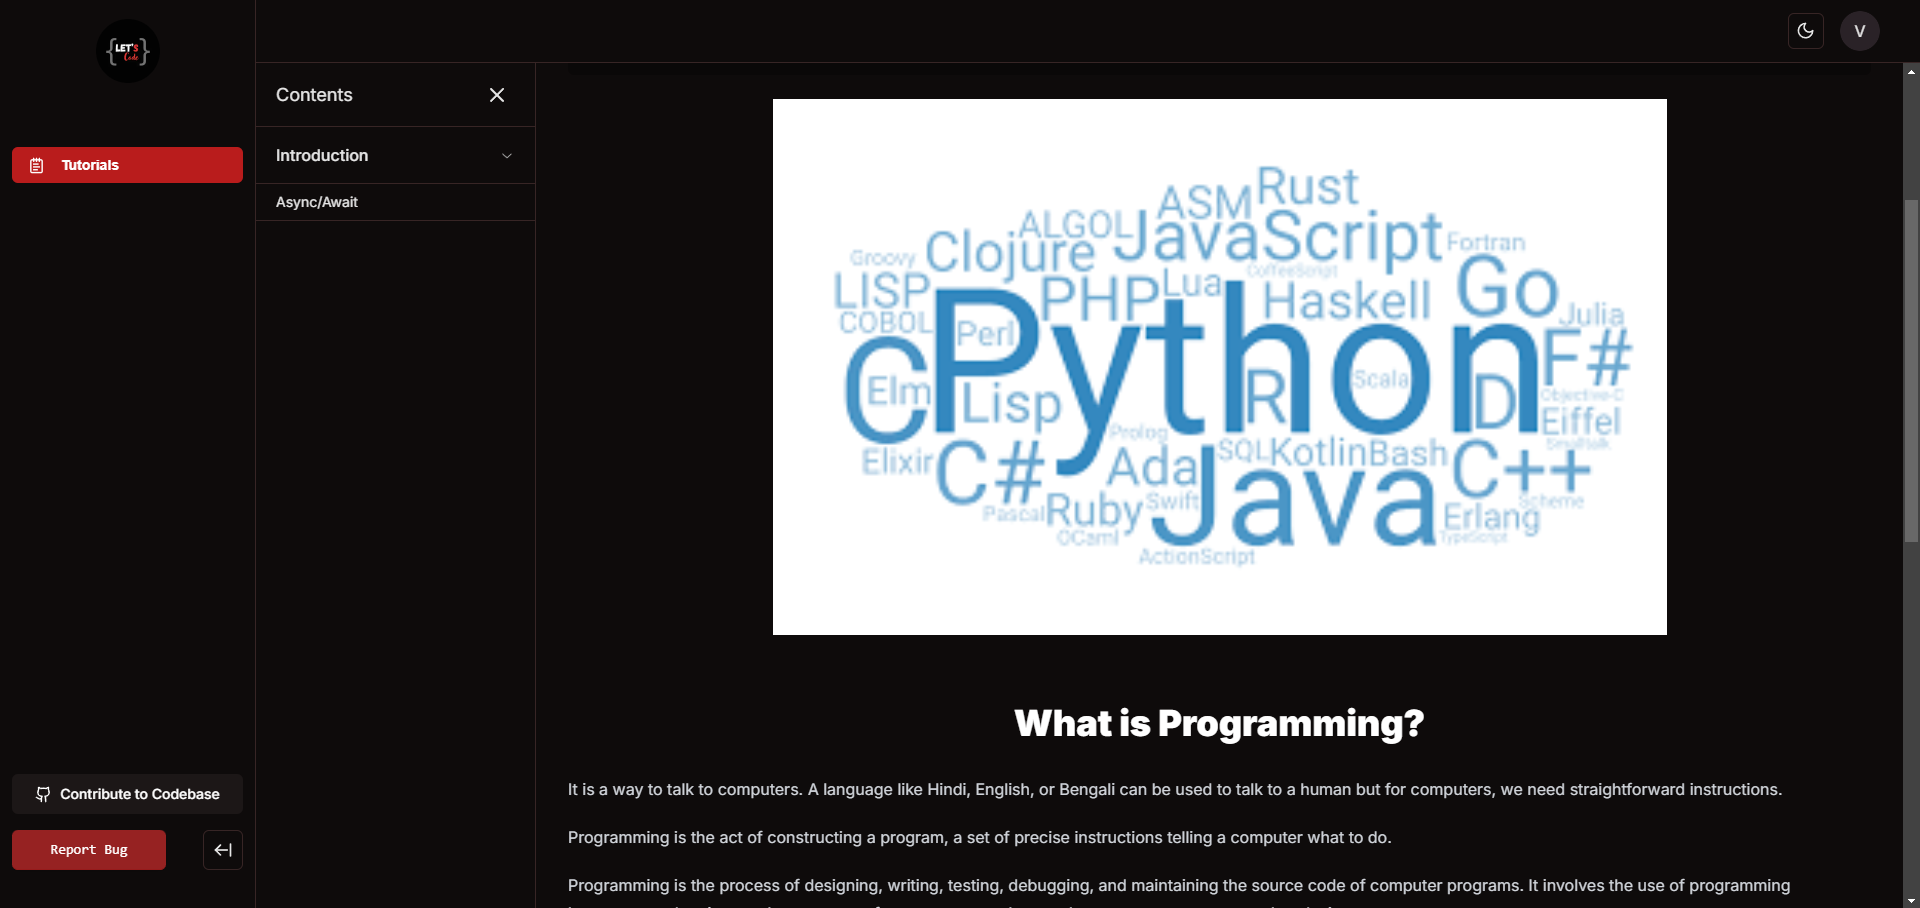 {LET'S
Code}
V
Tutorials
Contents
Introduction
Async/Await
Rust
ASM
ALGOL
JavaScript
Fortran
Clojure
Groovy
CoffeeScript
LISP
PHP
Lua
Haskell
Go
Julia
COBOL
Perl
Python
F#
C
Elm
Lisp
R
Scala
D
Objective-C
Eiffel
Prolog
SQL
Kotlin
Bash
Smalltalk
Elixir
C#
Ada
Java
C++
Pascal
Ruby
Swift
Scheme
Erlang
OCaml
TypeScript
ActionScript
What is Programming?
It is a way to talk to computers. A language like Hindi, English, or Bengali can be used to talk to a human but for computers, we need straightforward instructions.
Programming is the act of constructing a program, a set of precise instructions telling a computer what to do.
Programming is the process of designing, writing, testing, debugging, and maintaining the source code of computer programs. It involves the use of programming
Contribute to Codebase
Report Bug